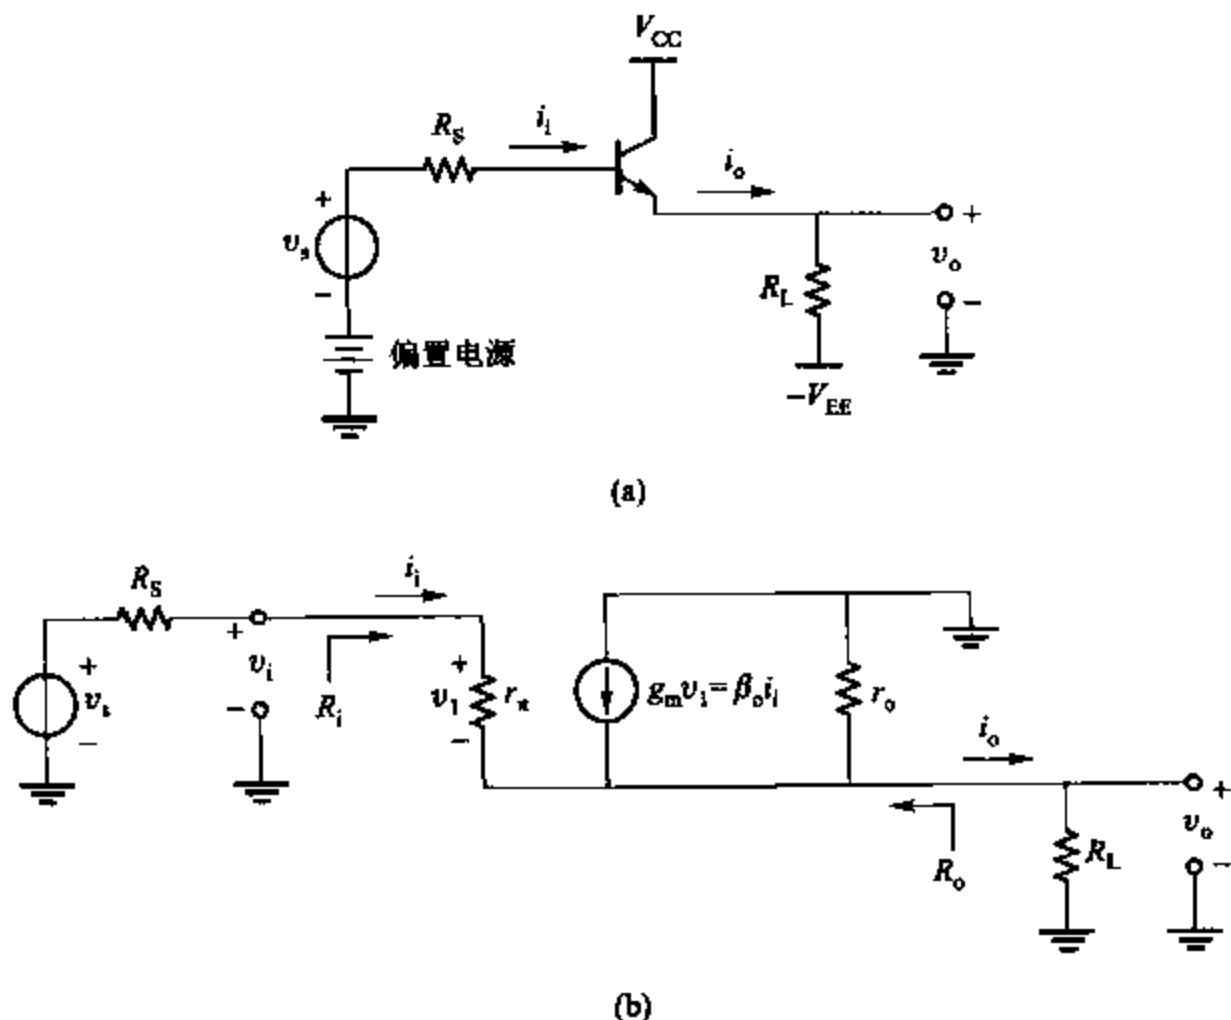 V_CC
R_S
i_i
i_o
+
v_s
−
+
v_o
−
R_L
偏置电源
−V_EE
(a)
R_S
i_i
+
v_i
−
R_i
+
v_s
−
+
v_1
−
r_π
g_m v_1 = β_o i_i
r_o
i_o
+
v_o
−
R_o
R_L
(b)